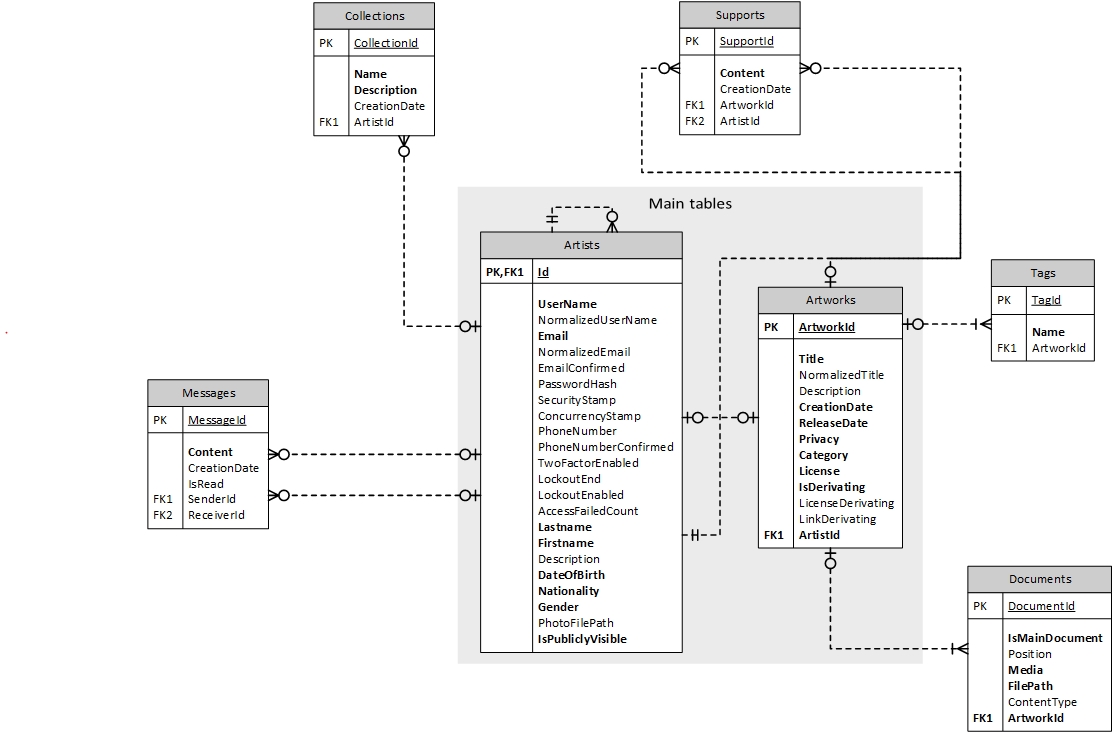 Collections
PK CollectionId
Name
Description
CreationDate
FK1 ArtistId
Supports
PK SupportId
Content
CreationDate
FK1 ArtworkId
FK2 ArtistId
Main tables
Artists
PK,FK1 Id
UserName
NormalizedUserName
Email
NormalizedEmail
EmailConfirmed
PasswordHash
SecurityStamp
ConcurrencyStamp
PhoneNumber
PhoneNumberConfirmed
TwoFactorEnabled
LockoutEnd
LockoutEnabled
AccessFailedCount
Lastname
Firstname
Description
DateOfBirth
Nationality
Gender
PhotoFilePath
IsPubliclyVisible
Artworks
PK ArtworkId
Title
NormalizedTitle
Description
CreationDate
ReleaseDate
Privacy
Category
License
IsDerivating
LicenseDerivating
LinkDerivating
FK1 ArtistId
Tags
PK TagId
Name
FK1 ArtworkId
Messages
PK MessageId
Content
CreationDate
IsRead
FK1 SenderId
FK2 ReceiverId
Documents
PK DocumentId
IsMainDocument
Position
Media
FilePath
ContentType
FK1 ArtworkId